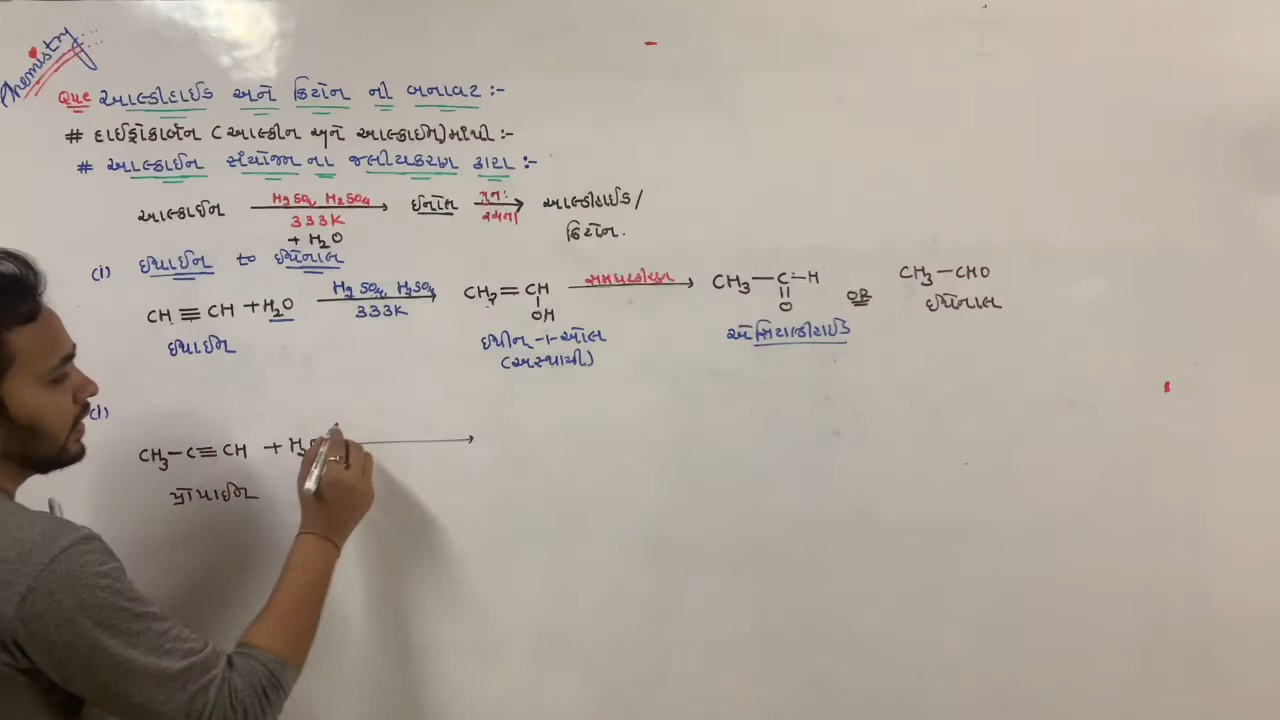 Chemistry
Que આલ્ડીહાઈડ અને કિટોન ની બનાવટ :-
# હાઈડ્રોકાર્બન (આલ્કીન અને આલ્કાઈન) માંથી :-
# આલ્કાઈન સંયોજન ના જલીયકરણ દ્વારા :-
આલ્કાઈન HgSO₄ H₂SO₄ 333K + H₂O → ઈનોલ પુનઃ રચના → આલ્ડીહાઈડ /
કિટોન.
(i) ઈથાઈન to ઈથેનાલ
CH ≡ CH + H₂O HgSO₄ H₂SO₄ 333K → CH₂ = CH સમઘટકીકરણ → CH₃ — C — H OR CH₃ — CHO
OH O ઈથેનાલ
ઈથાઈન ઈથીન-1-ઓલ એસિટાલ્ડીહાઈડ
(અસ્થાયી)
CH₃ — C ≡ CH + H₂ →
પ્રોપાઈન